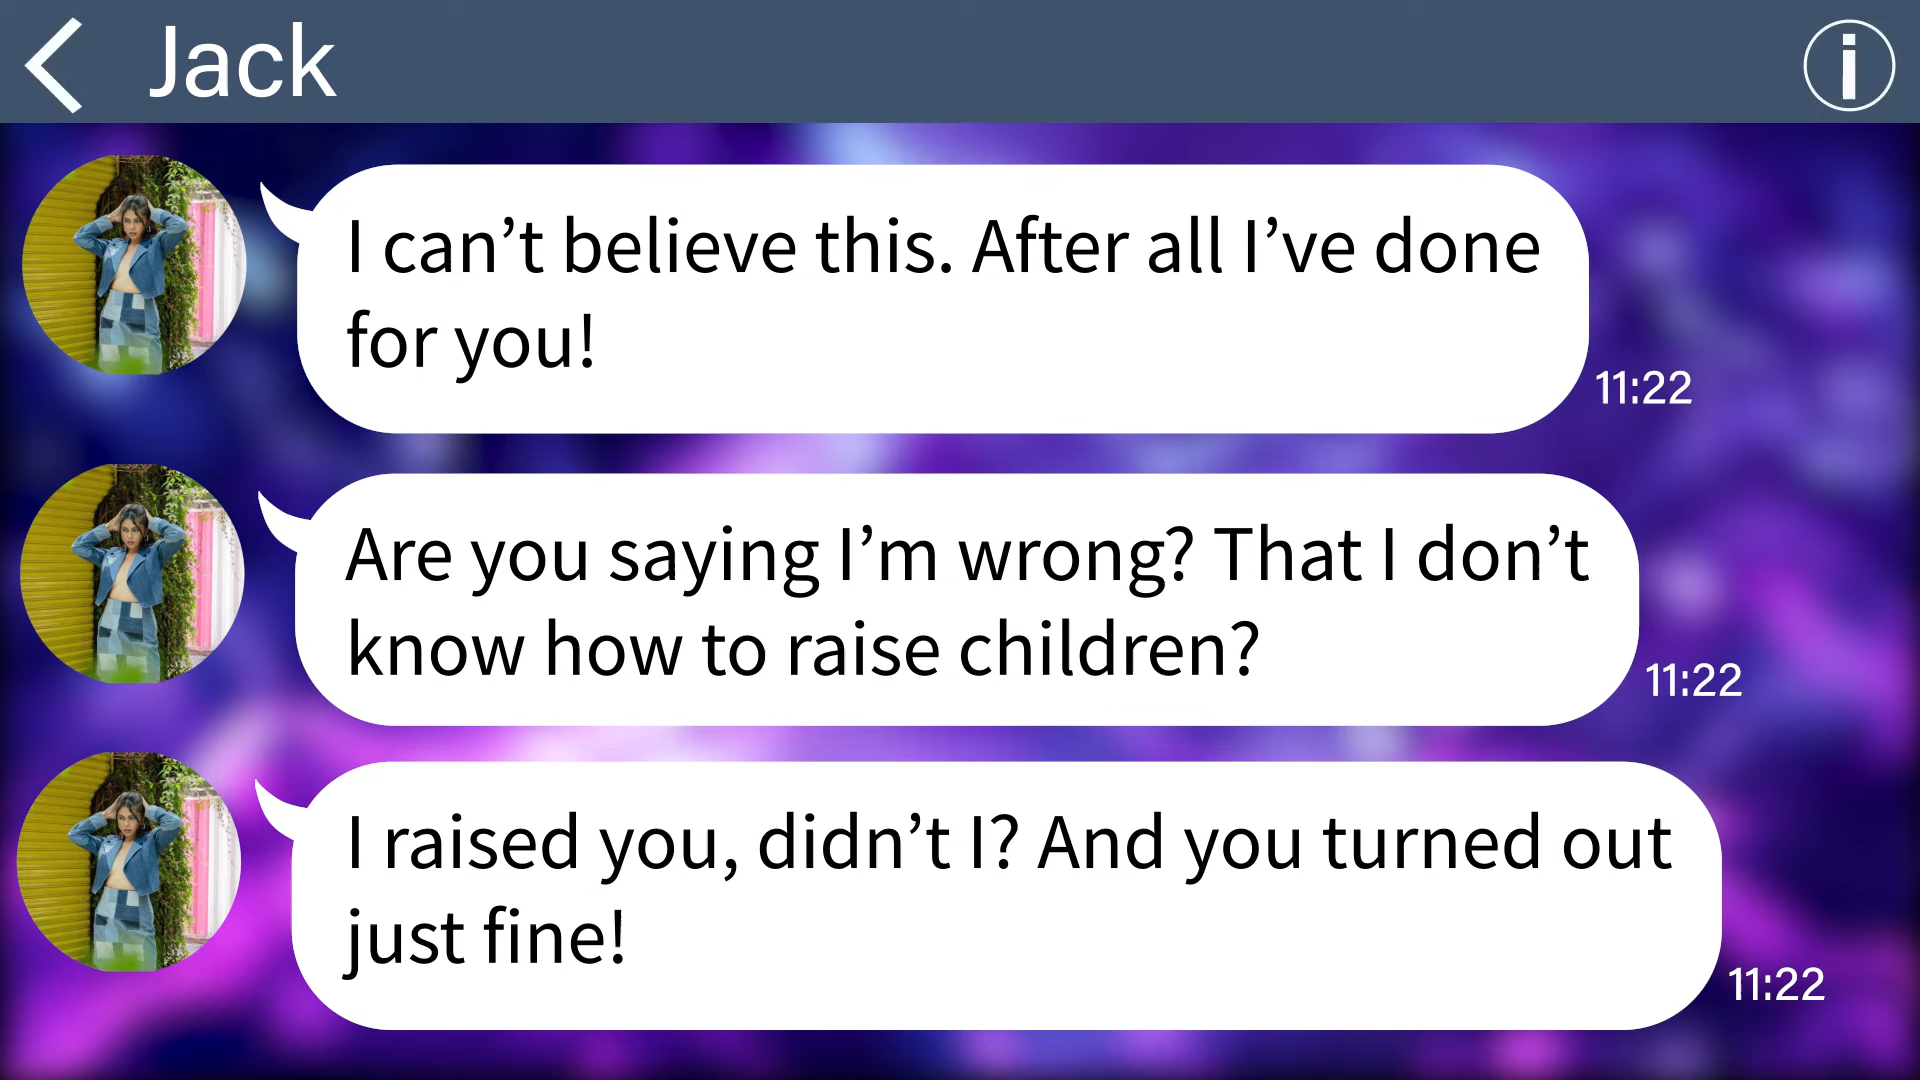 Jack
I can’t believe this. After all I’ve done
for you!
11:22
Are you saying I’m wrong? That I don’t
know how to raise children?
11:22
I raised you, didn’t I? And you turned out
just fine!
11:22